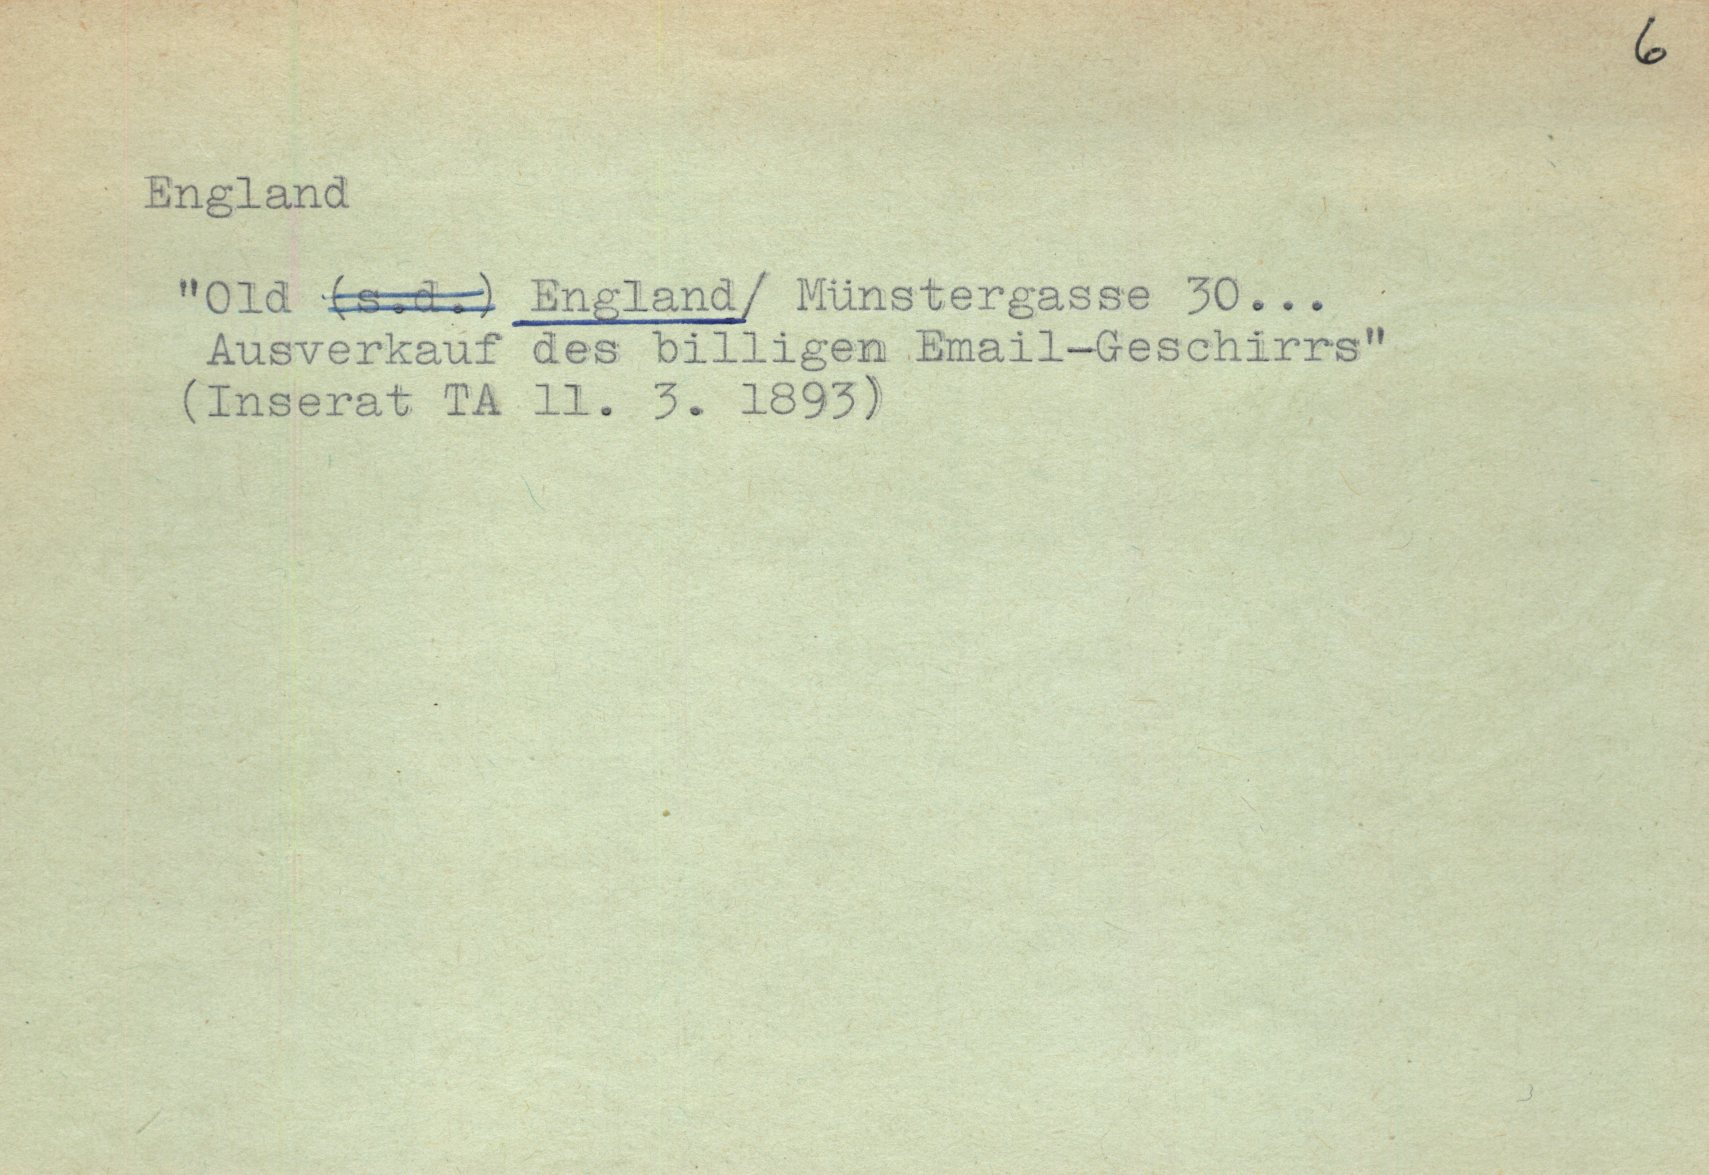 6
England
"Old (s.d.) England/ Münstergasse 30...
Ausverkauf des billigen Email-Geschirrs"
(Inserat TA 11. 3. 1893)